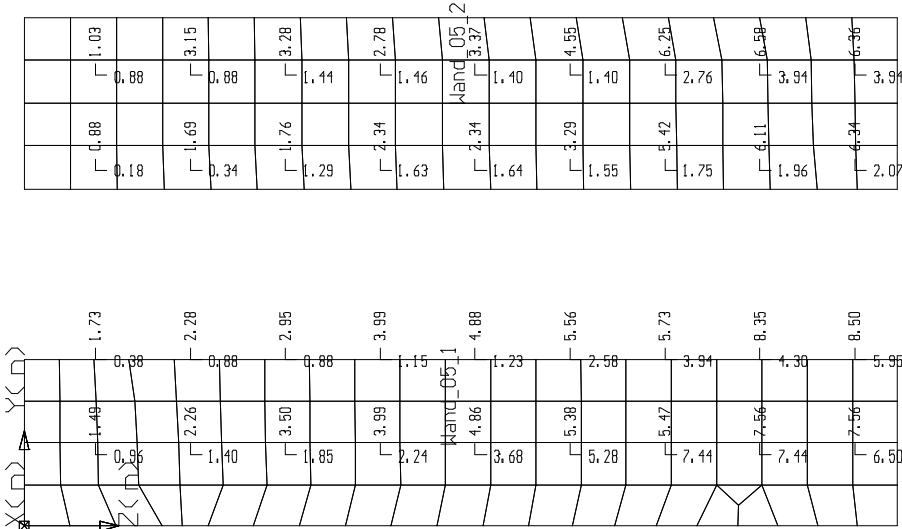 1.03 3.15 3.28 2.78 3.37 4.55 6.25 6.58 6.36
Wand_05_2
0.88 0.88 1.44 1.46 1.40 1.40 2.76 3.94 3.94
0.88 1.69 1.76 2.34 2.34 3.29 5.42 6.11 6.34
0.18 0.34 1.29 1.63 1.64 1.55 1.75 1.96 2.07
1.73 2.28 2.95 3.99 4.88 5.56 5.73 8.35 8.50
0.38 0.88 0.88 1.15 1.23 2.58 3.94 4.30 5.95
Wand_05_1
1.49 2.26 3.50 3.99 4.86 5.38 5.47 7.56 7.56
0.96 1.40 1.85 2.24 3.68 5.28 7.44 7.44 6.50
Y(m)
X(m)
Z(m)